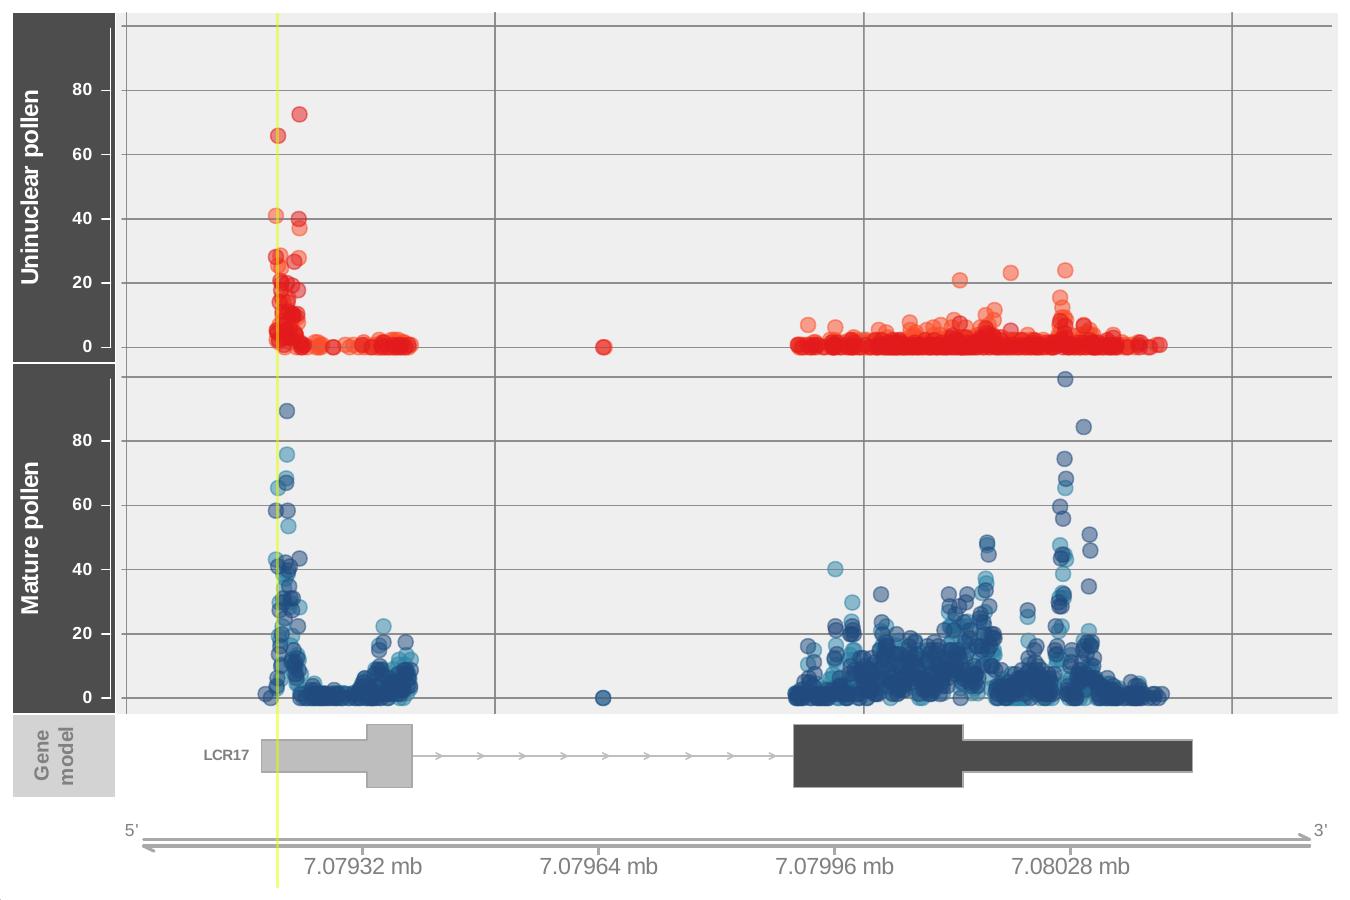 Uninuclear pollen
80
60
40
20
0
Mature pollen
80
60
40
20
0
Gene
model
LCR17
5'
3'
7.07932 mb
7.07964 mb
7.07996 mb
7.08028 mb